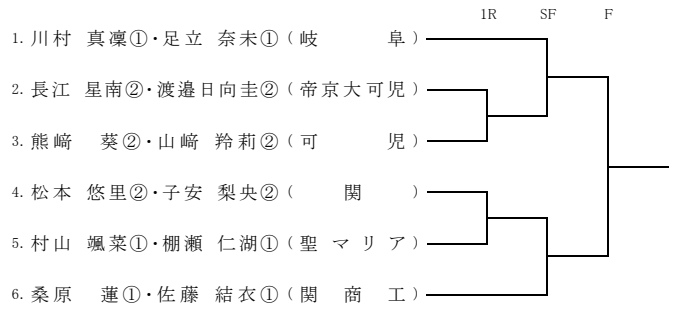 1R SF F
1. 川村 真凜①・足立 奈未①(岐 阜)
2. 長江 星南②・渡邉日向圭②(帝京大可児)
3. 熊﨑 葵②・山﨑 羚莉②(可 児)
4. 松本 悠里②・子安 梨央②(関)
5. 村山 颯菜①・棚瀬 仁湖①(聖マリア)
6. 桑原 蓮①・佐藤 結衣①(関商工)